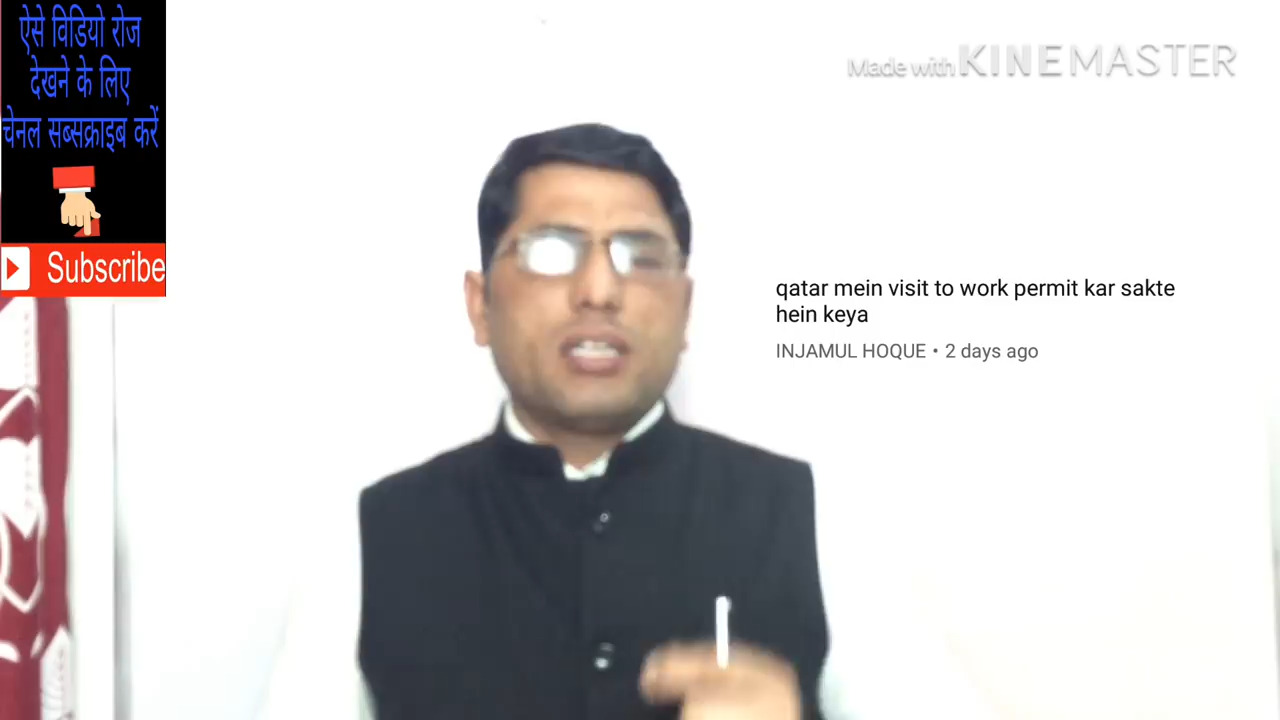 ऐसे विडियो रोज
देखने के लिए
चेनल सब्सक्राइब करें
Subscribe
Made with KINEMASTER
qatar mein visit to work permit kar sakte
hein keya
INJAMUL HOQUE • 2 days ago